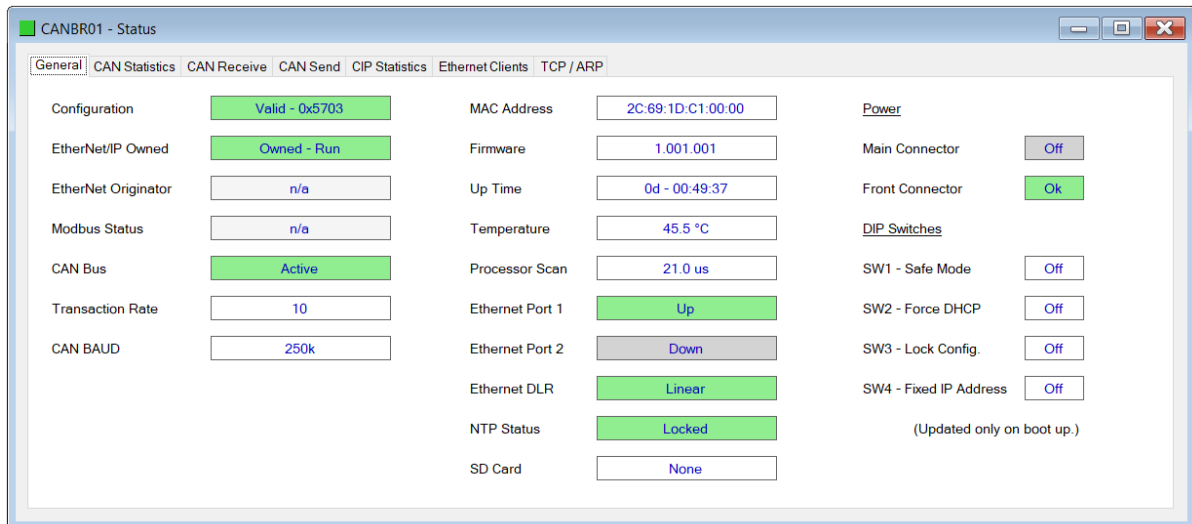 CANBR01 - Status
General CAN Statistics CAN Receive CAN Send CIP Statistics Ethernet Clients TCP / ARP
Configuration Valid - 0x5703
EtherNet/IP Owned Owned - Run
EtherNet Originator n/a
Modbus Status n/a
CAN Bus Active
Transaction Rate 10
CAN BAUD 250k
MAC Address 2C:69:1D:C1:00:00
Firmware 1.001.001
Up Time 0d - 00:49:37
Temperature 45.5 °C
Processor Scan 21.0 us
Ethernet Port 1 Up
Ethernet Port 2 Down
Ethernet DLR Linear
NTP Status Locked
SD Card None
Power
Main Connector Off
Front Connector Ok
DIP Switches
SW1 - Safe Mode Off
SW2 - Force DHCP Off
SW3 - Lock Config. Off
SW4 - Fixed IP Address Off
(Updated only on boot up.)